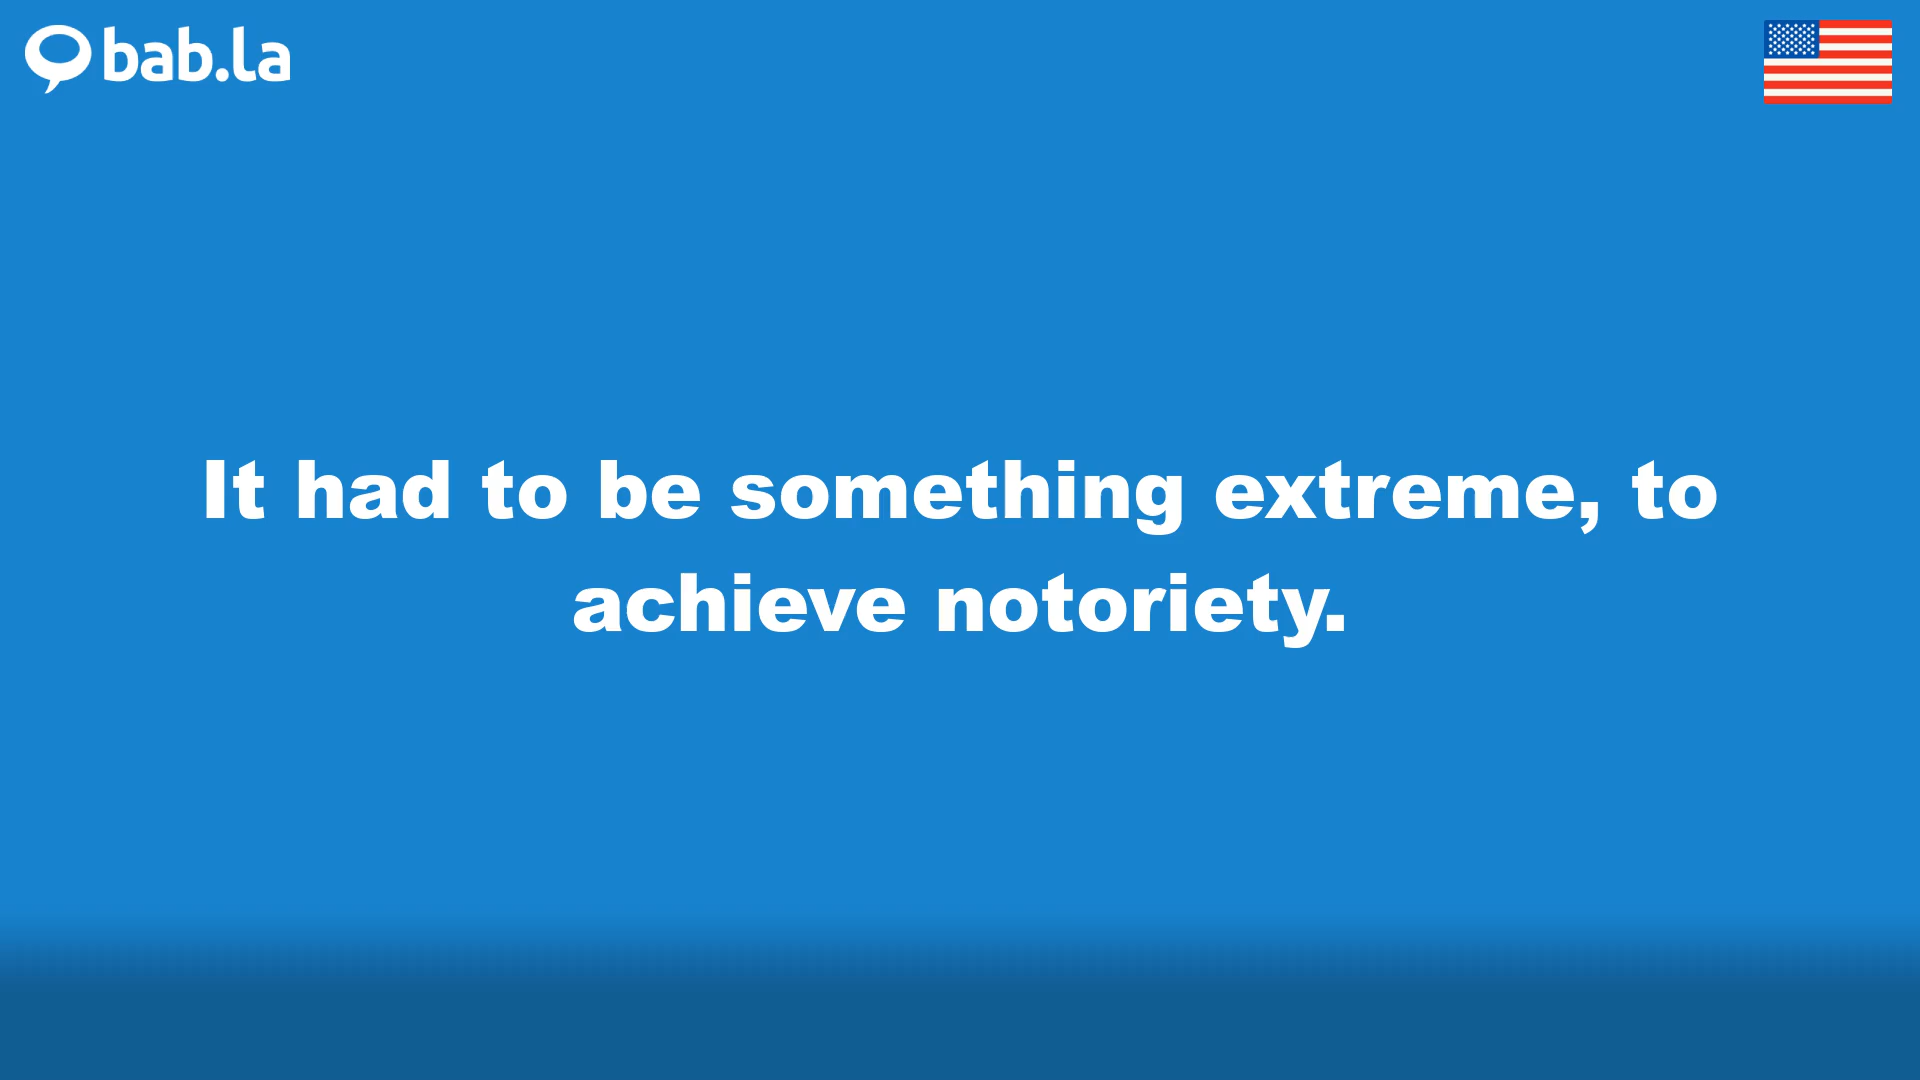 bab.la
It had to be something extreme, to
achieve notoriety.